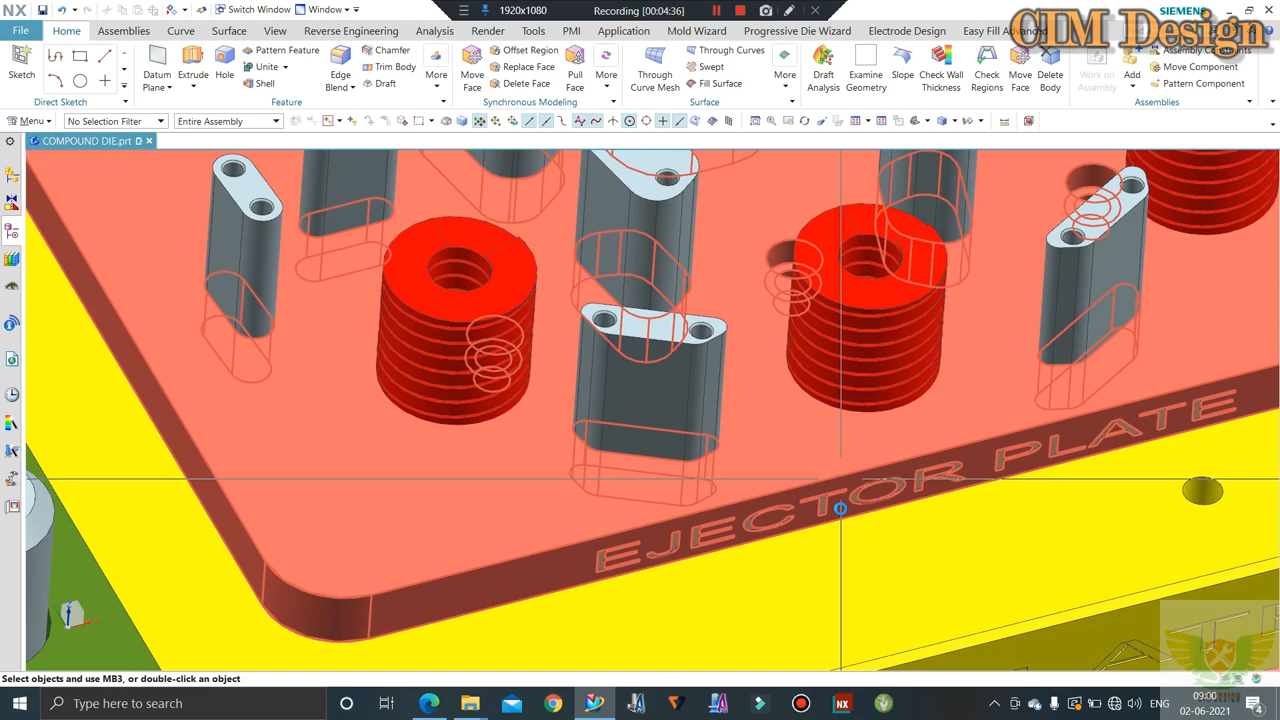 NX
Switch Window
Window
1920x1080
Recording [00:04:36]
SIEMENS
CIM Design
File
Home
Assemblies
Curve
Surface
View
Reverse Engineering
Analysis
Render
Tools
PMI
Application
Mold Wizard
Progressive Die Wizard
Electrode Design
Easy Fill Advanced
Sketch
Direct Sketch
Datum Plane
Extrude
Hole
Pattern Feature
Unite
Shell
Edge Blend
Chamfer
Trim Body
Draft
More
Feature
Move Face
Offset Region
Replace Face
Delete Face
Pull Face
More
Synchronous Modeling
Through Curve Mesh
Through Curves
Swept
Fill Surface
More
Surface
Draft Analysis
Examine Geometry
Slope
Check Wall Thickness
Check Regions
Move Face
Delete Body
Work on Assembly
Add
Assembly Constraints
Move Component
Pattern Component
Assemblies
Menu
No Selection Filter
Entire Assembly
COMPOUND DIE.prt
EJECTOR PLATE
Select objects and use MB3, or double-click an object
Type here to search
ENG
09:00
02-06-2021
4